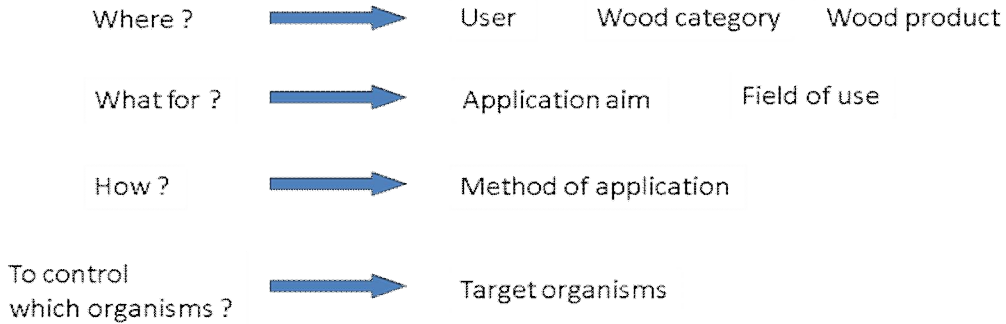 Where ? User Wood category Wood product
What for ? Application aim Field of use
How ? Method of application
To control
which organisms ? Target organisms